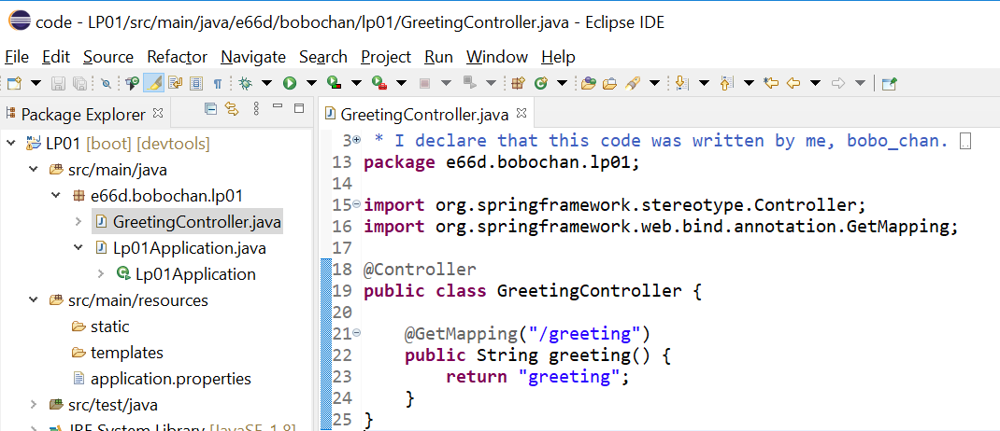 code - LP01/src/main/java/e66d/bobochan/lp01/GreetingController.java - Eclipse IDE
File Edit Source Refactor Navigate Search Project Run Window Help
Package Explorer
LP01 [boot] [devtools]
src/main/java
e66d.bobochan.lp01
GreetingController.java
Lp01Application.java
Lp01Application
src/main/resources
static
templates
application.properties
src/test/java
JRE System Library [JavaSE-1.8]
GreetingController.java
3 * I declare that this code was written by me, bobo_chan.
13 package e66d.bobochan.lp01;
14
15 import org.springframework.stereotype.Controller;
16 import org.springframework.web.bind.annotation.GetMapping;
17
18 @Controller
19 public class GreetingController {
20
21 @GetMapping("/greeting")
22 public String greeting() {
23 return "greeting";
24 }
25 }